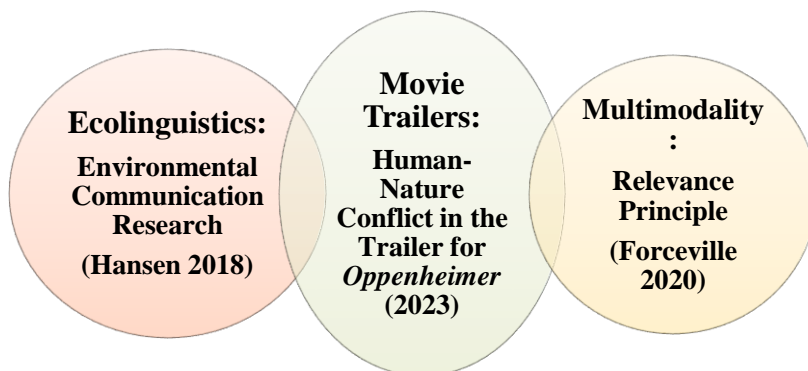 Ecolinguistics:
Environmental
Communication
Research
(Hansen 2018)
Movie
Trailers:
Human-
Nature
Conflict in the
Trailer for
Oppenheimer
(2023)
Multimodality
:
Relevance
Principle
(Forceville
2020)